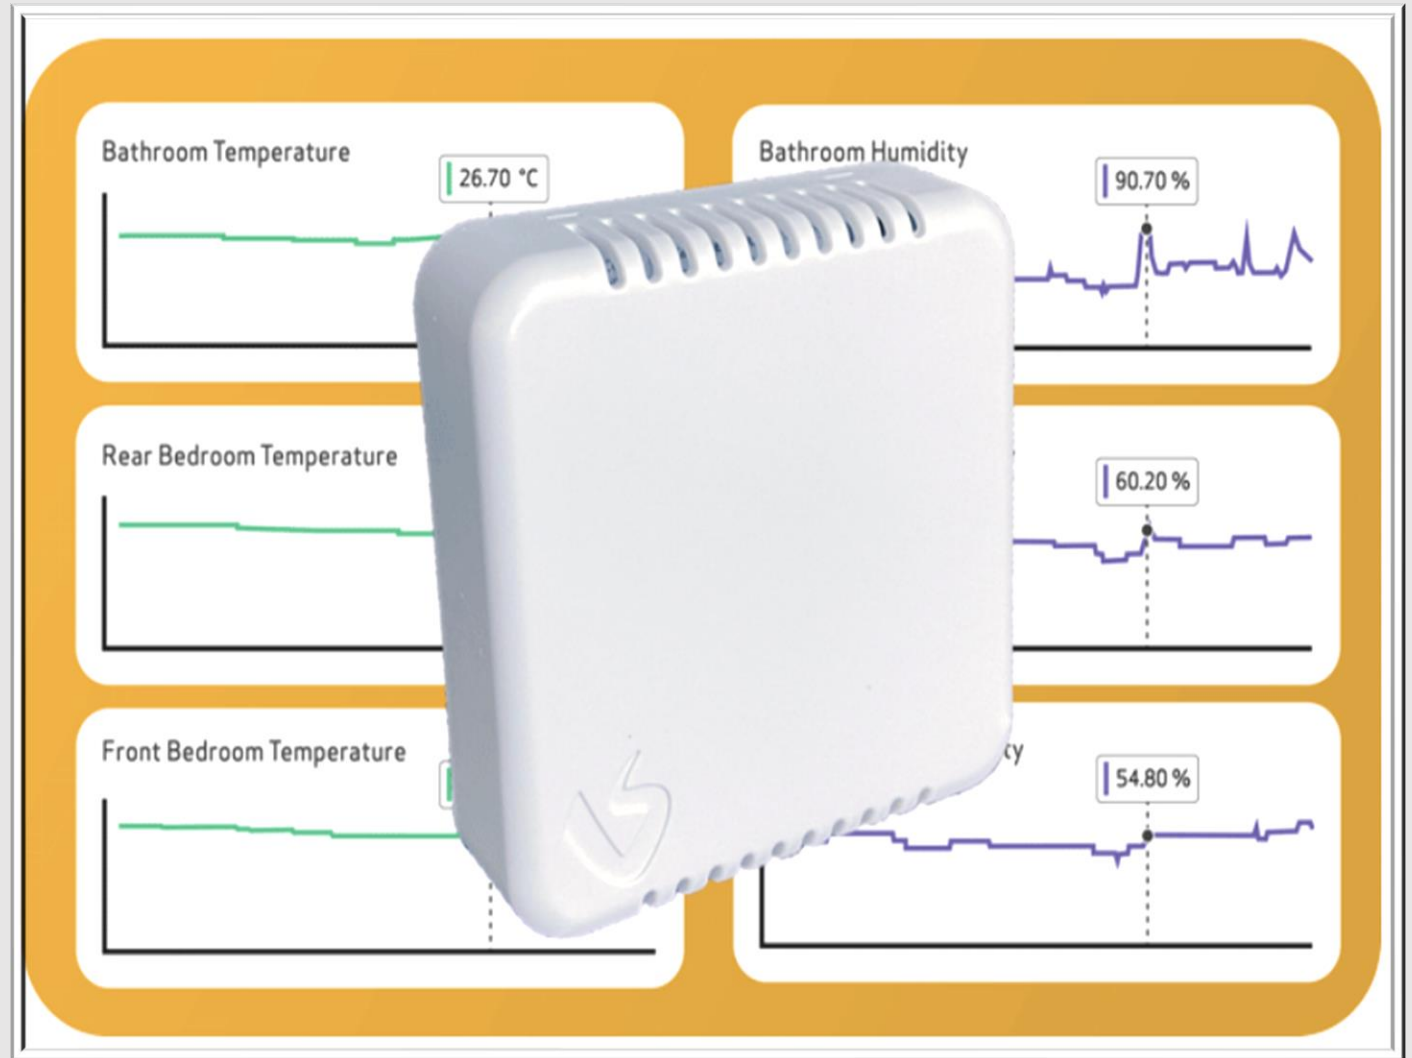 Bathroom Temperature
26.70 °C
Bathroom Humidity
90.70 %
Rear Bedroom Temperature
60.20 %
Front Bedroom Temperature
54.80 %